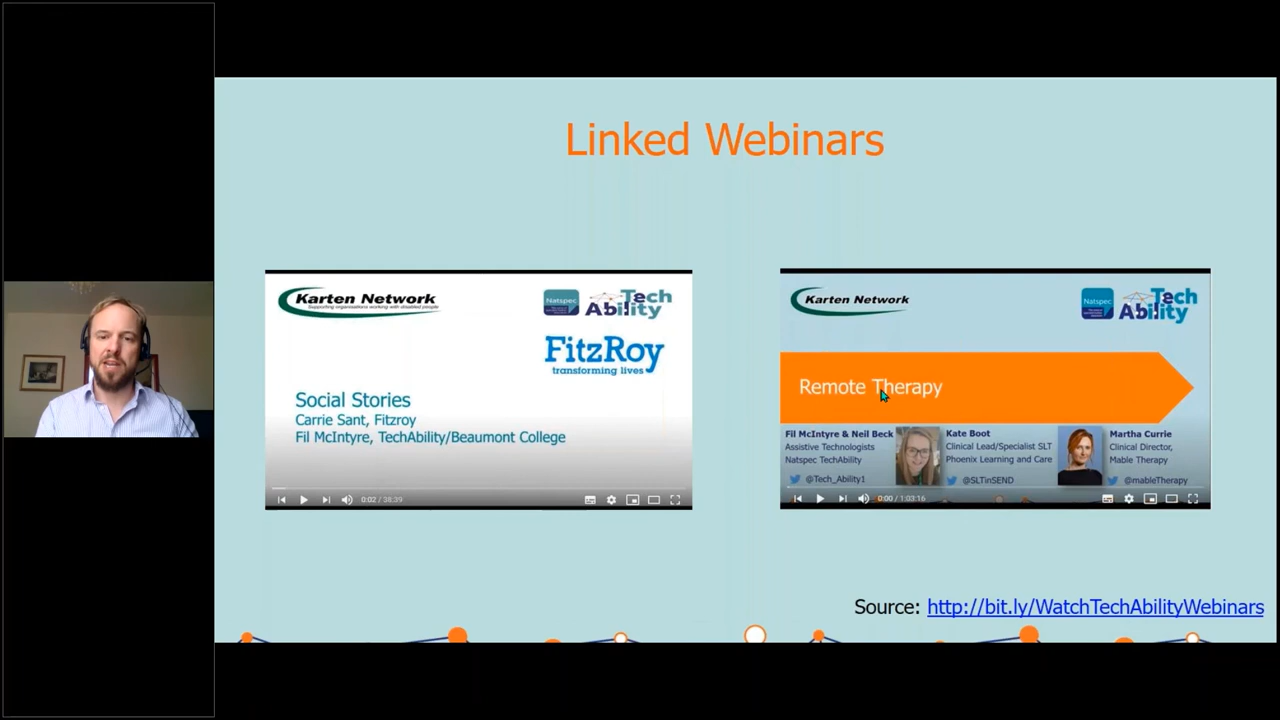 Linked Webinars
Karten Network
Supporting organisations working with disabled people
Natspec
Tech
Ability
FitzRoy
transforming lives
Social Stories
Carrie Sant, Fitzroy
Fil McIntyre, TechAbility/Beaumont College
0:02 / 38:39
Karten Network
Natspec
Tech
Ability
Remote Therapy
Fil McIntyre & Neil Beck
Assistive Technologists
Natspec TechAbility
@Tech_Ability1
Kate Boot
Clinical Lead/Specialist SLT
Phoenix Learning and Care
@SLTinSEND
Martha Currie
Clinical Director,
Mable Therapy
@mableTherapy
0:00 / 1:03:16
Source: http://bit.ly/WatchTechAbilityWebinars